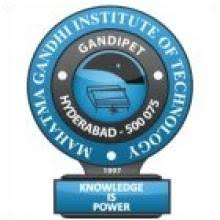 MAHATMA GANDHI INSTITUTE OF TECHNOLOGY
GANDIPET
HYDERABAD - 500 075
1997
KNOWLEDGE
IS
POWER